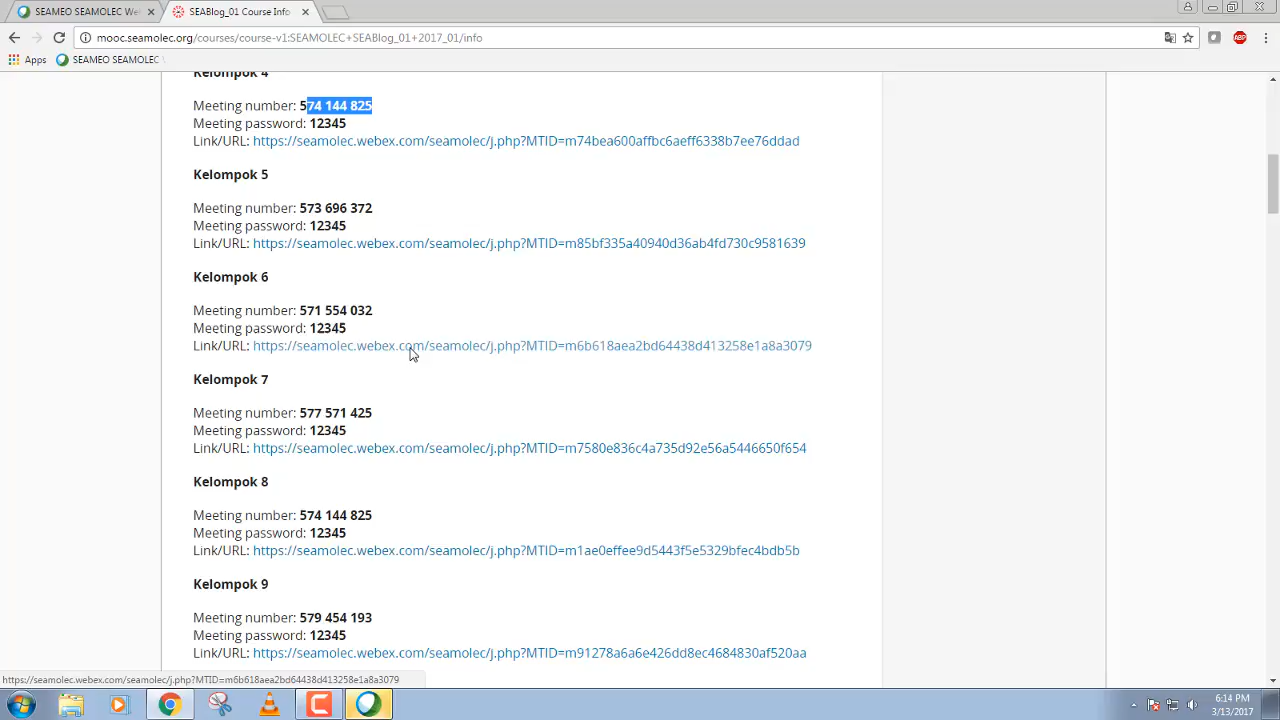 SEAMEO SEAMOLEC We
SEABlog_01 Course Info
mooc.seamolec.org/courses/course-v1:SEAMOLEC+SEABlog_01+2017_01/info
ABP
Apps
SEAMEO SEAMOLEC \
Kelompok 4
Meeting number: 574 144 825
Meeting password: 12345
Link/URL: https://seamolec.webex.com/seamolec/j.php?MTID=m74bea600affbc6aeff6338b7ee76ddad
Kelompok 5
Meeting number: 573 696 372
Meeting password: 12345
Link/URL: https://seamolec.webex.com/seamolec/j.php?MTID=m85bf335a40940d36ab4fd730c9581639
Kelompok 6
Meeting number: 571 554 032
Meeting password: 12345
Link/URL: https://seamolec.webex.com/seamolec/j.php?MTID=m6b618aea2bd64438d413258e1a8a3079
Kelompok 7
Meeting number: 577 571 425
Meeting password: 12345
Link/URL: https://seamolec.webex.com/seamolec/j.php?MTID=m7580e836c4a735d92e56a5446650f654
Kelompok 8
Meeting number: 574 144 825
Meeting password: 12345
Link/URL: https://seamolec.webex.com/seamolec/j.php?MTID=m1ae0effee9d5443f5e5329bfec4bdb5b
Kelompok 9
Meeting number: 579 454 193
Meeting password: 12345
Link/URL: https://seamolec.webex.com/seamolec/j.php?MTID=m91278a6a6e426dd8ec4684830af520aa
https://seamolec.webex.com/seamolec/j.php?MTID=m6b618aea2bd64438d413258e1a8a3079
6:14 PM
3/13/2017